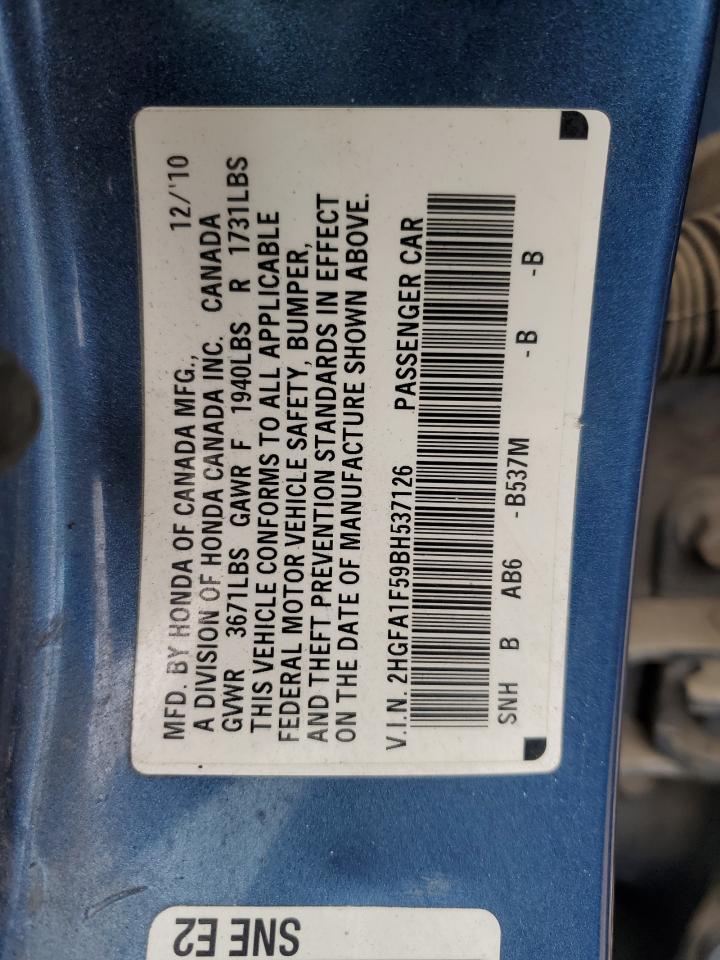 MFD. BY HONDA OF CANADA MFG., 12/'10
A DIVISION OF HONDA CANADA INC. CANADA
GVWR 3671LBS GAWR F 1940LBS R 1731LBS
THIS VEHICLE CONFORMS TO ALL APPLICABLE
FEDERAL MOTOR VEHICLE SAFETY, BUMPER,
AND THEFT PREVENTION STANDARDS IN EFFECT
ON THE DATE OF MANUFACTURE SHOWN ABOVE.
V.I.N. 2HGFA1F59BH537126 PASSENGER CAR
SNH B AB6 -B537M -B -B
SNE E2